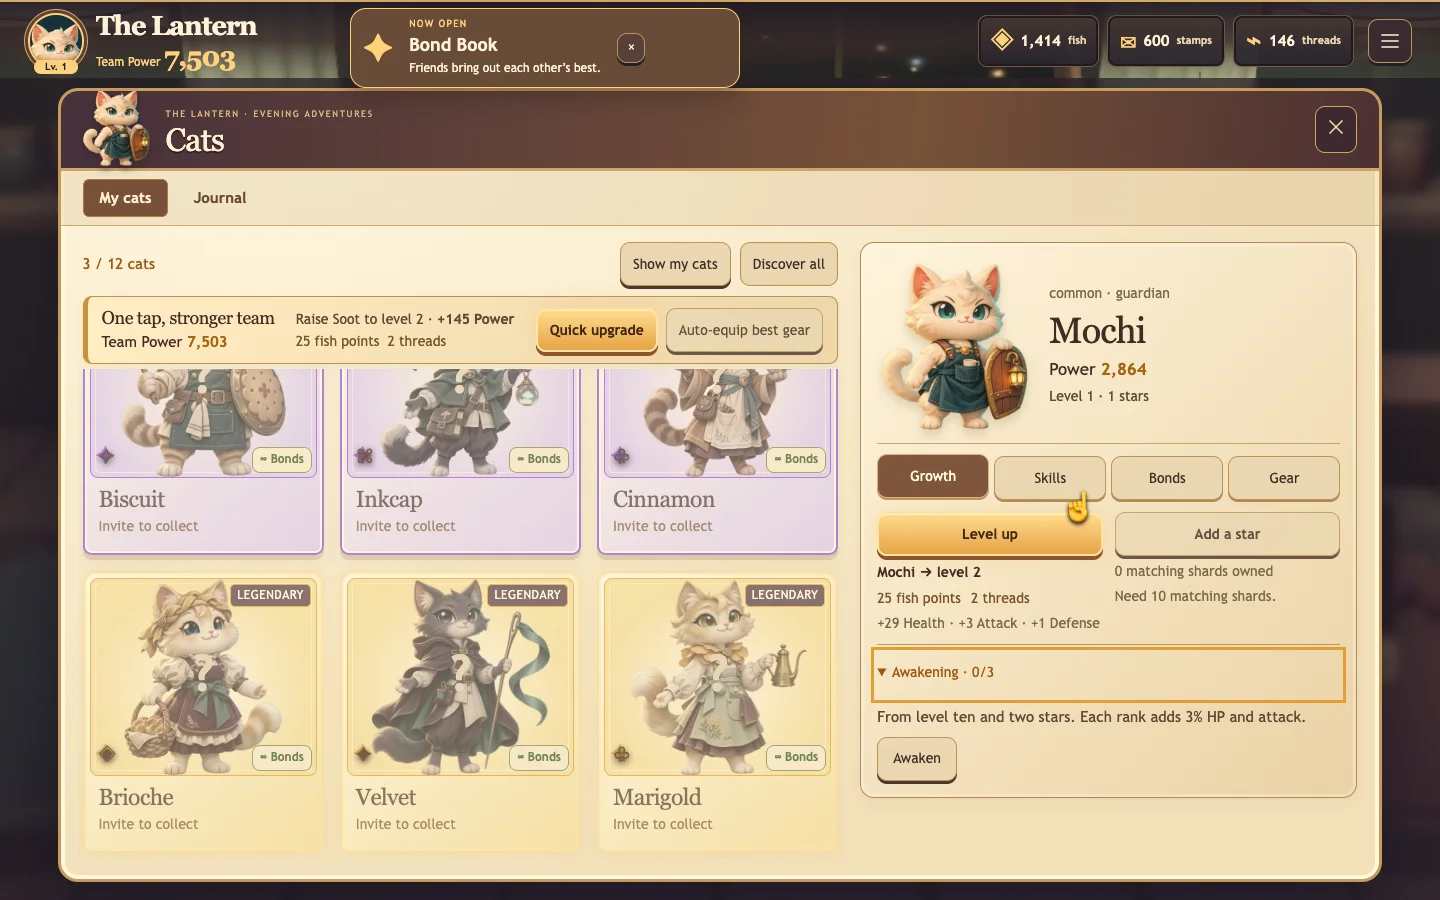 The Lantern
Team Power 7,503
Lv. 1
NOW OPEN
Bond Book
Friends bring out each other's best.
×
1,414 fish
600 stamps
146 threads
THE LANTERN · EVENING ADVENTURES
Cats
My cats
Journal
3 / 12 cats
Show my cats
Discover all
One tap, stronger team
Team Power 7,503
Raise Soot to level 2 · +145 Power
25 fish points 2 threads
Quick upgrade
Auto-equip best gear
?
∞ Bonds
Biscuit
Invite to collect
?
∞ Bonds
Inkcap
Invite to collect
?
∞ Bonds
Cinnamon
Invite to collect
LEGENDARY
?
∞ Bonds
Brioche
Invite to collect
LEGENDARY
?
∞ Bonds
Velvet
Invite to collect
LEGENDARY
?
∞ Bonds
Marigold
Invite to collect
common · guardian
Mochi
Power 2,864
Level 1 · 1 stars
Growth
Skills
Bonds
Gear
Level up
Add a star
Mochi → level 2
25 fish points 2 threads
+29 Health · +3 Attack · +1 Defense
0 matching shards owned
Need 10 matching shards.
▼ Awakening · 0/3
From level ten and two stars. Each rank adds 3% HP and attack.
Awaken